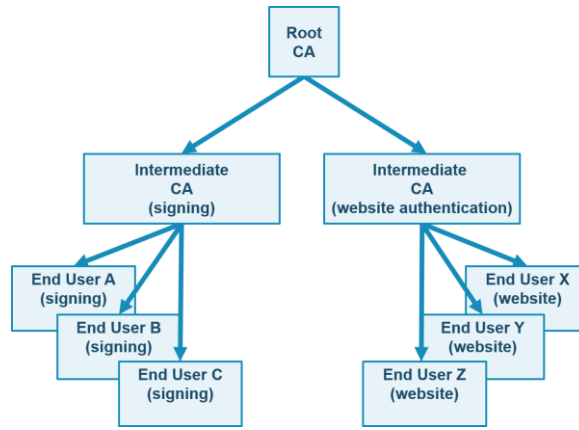 Root
CA
Intermediate
CA
(signing)
Intermediate
CA
(website authentication)
End User A
(signing)
End User B
(signing)
End User C
(signing)
End User X
(website)
End User Y
(website)
End User Z
(website)